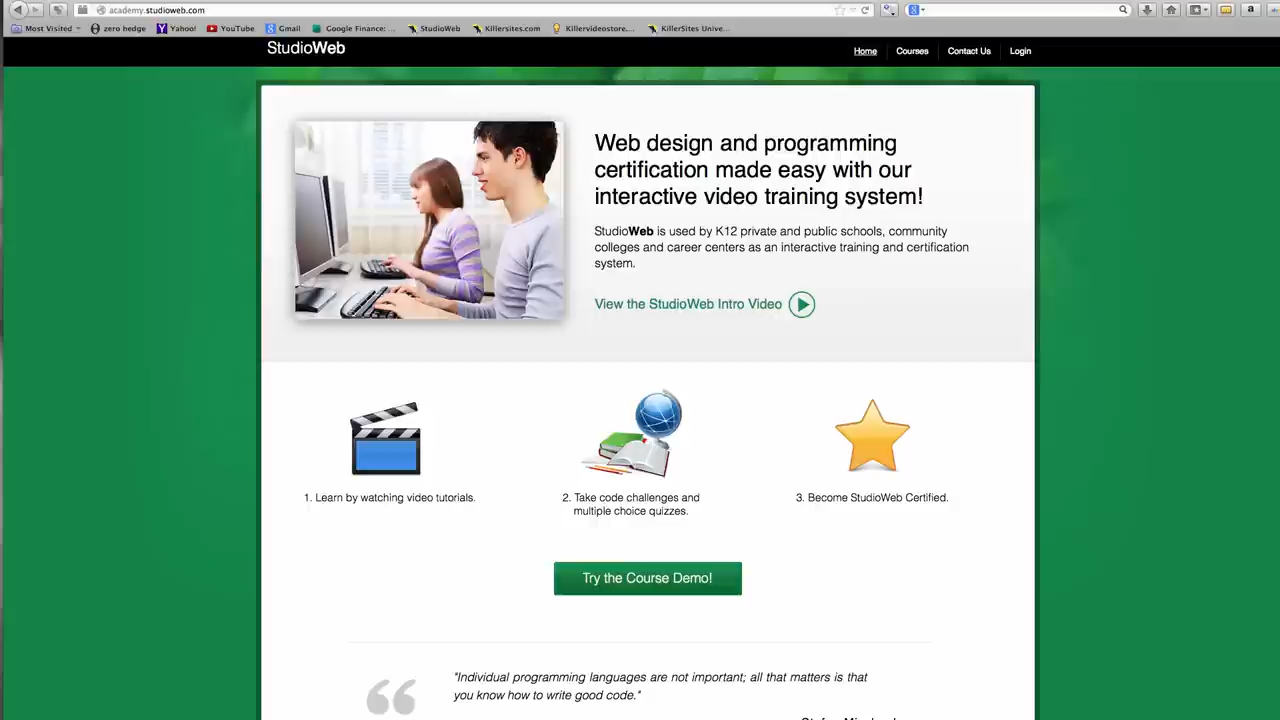 academy.studioweb.com
Most Visited
zero hedge
Yahoo!
YouTube
Gmail
Google Finance: ...
StudioWeb
Killersites.com
Killervideostore....
KillerSites Unive...
StudioWeb
Home
Courses
Contact Us
Login
Web design and programming
certification made easy with our
interactive video training system!
StudioWeb is used by K12 private and public schools, community
colleges and career centers as an interactive training and certification
system.
View the StudioWeb Intro Video
1. Learn by watching video tutorials.
2. Take code challenges and
multiple choice quizzes.
3. Become StudioWeb Certified.
Try the Course Demo!
"Individual programming languages are not important; all that matters is that
you know how to write good code."